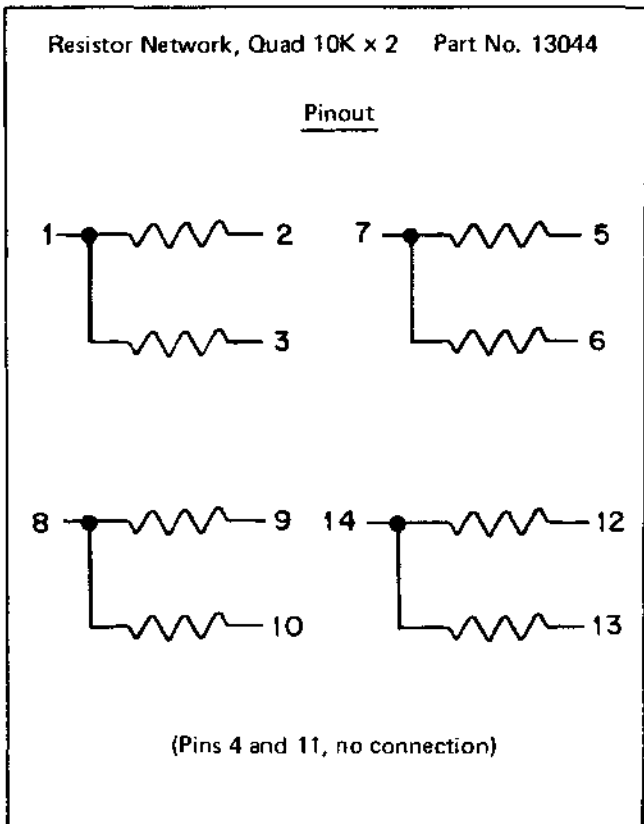 Resistor Network, Quad 10K x 2 Part No. 13044
Pinout
1 2 7 5
3 6
8 9 14 12
10 13
(Pins 4 and 11, no connection)